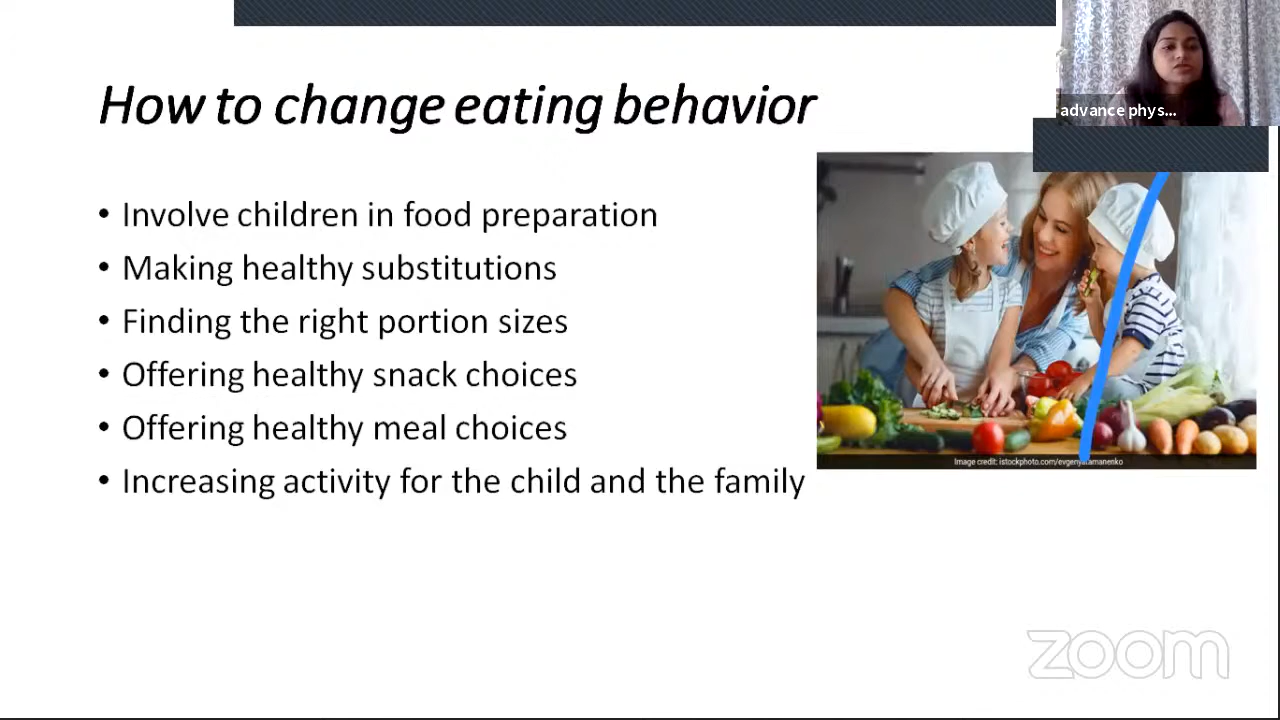 advance phys...
How to change eating behavior
• Involve children in food preparation
• Making healthy substitutions
• Finding the right portion sizes
• Offering healthy snack choices
• Offering healthy meal choices
• Increasing activity for the child and the family
Image credit: istockphoto.com/
zoom